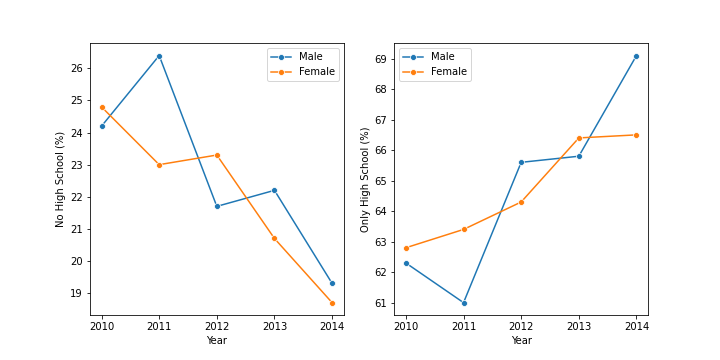 No High School (%)
26
25
24
23
22
21
20
19
2010 2011 2012 2013 2014
Year
Male
Female
Only High School (%)
69
68
67
66
65
64
63
62
61
2010 2011 2012 2013 2014
Year
Male
Female